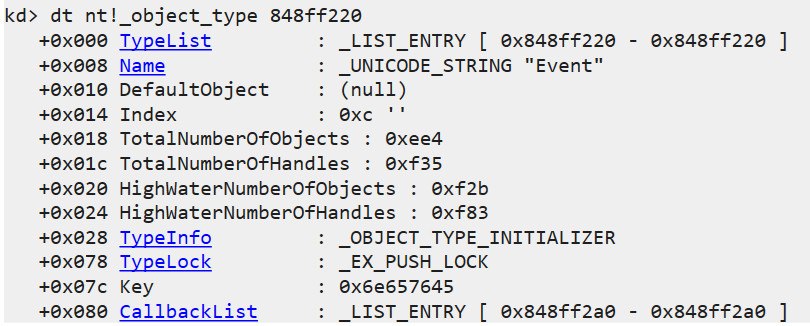 kd> dt nt!_object_type 848ff220
+0x000 TypeList : _LIST_ENTRY [ 0x848ff220 - 0x848ff220 ]
+0x008 Name : _UNICODE_STRING "Event"
+0x010 DefaultObject : (null)
+0x014 Index : 0xc ''
+0x018 TotalNumberOfObjects : 0xee4
+0x01c TotalNumberOfHandles : 0xf35
+0x020 HighWaterNumberOfObjects : 0xf2b
+0x024 HighWaterNumberOfHandles : 0xf83
+0x028 TypeInfo : _OBJECT_TYPE_INITIALIZER
+0x078 TypeLock : _EX_PUSH_LOCK
+0x07c Key : 0x6e657645
+0x080 CallbackList : _LIST_ENTRY [ 0x848ff2a0 - 0x848ff2a0 ]